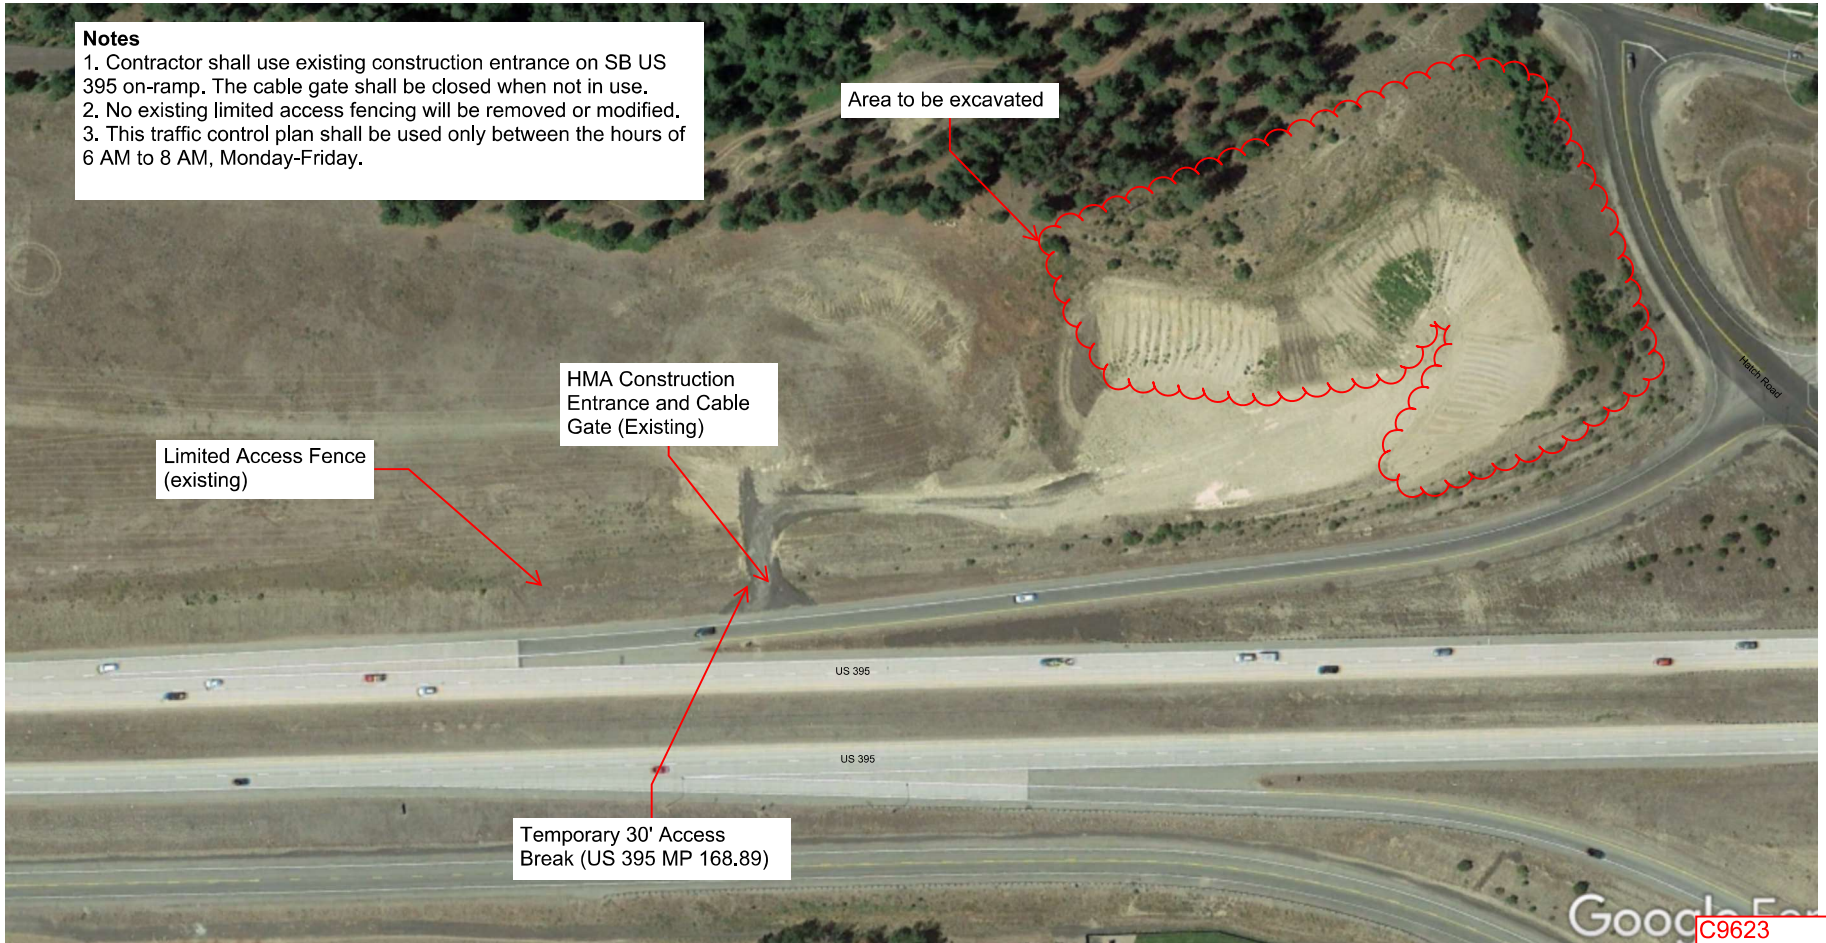 Notes
1. Contractor shall use existing construction entrance on SB US
395 on-ramp. The cable gate shall be closed when not in use.
2. No existing limited access fencing will be removed or modified.
3. This traffic control plan shall be used only between the hours of
6 AM to 8 AM, Monday-Friday.
Area to be excavated
HMA Construction
Entrance and Cable
Gate (Existing)
Hatch Road
Limited Access Fence
(existing)
US 395
US 395
Temporary 30' Access
Break (US 395 MP 168.89)
C9623